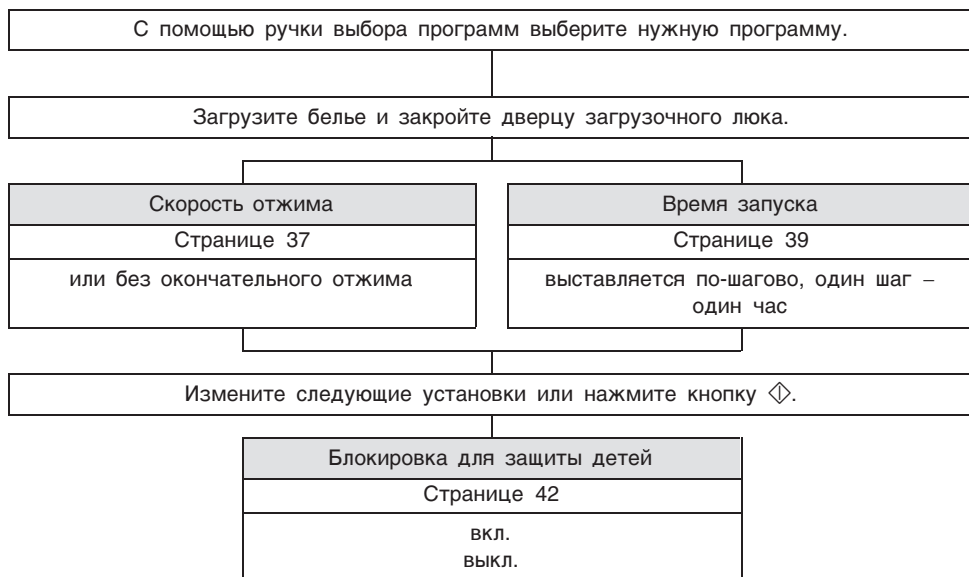 С помощью ручки выбора программ выберите нужную программу.
Загрузите белье и закройте дверцу загрузочного люка.
Скорость отжима
Странице 37
или без окончательного отжима
Время запуска
Странице 39
выставляется по-шагово, один шаг –
один час
Измените следующие установки или нажмите кнопку .
Блокировка для защиты детей
Странице 42
вкл.
выкл.